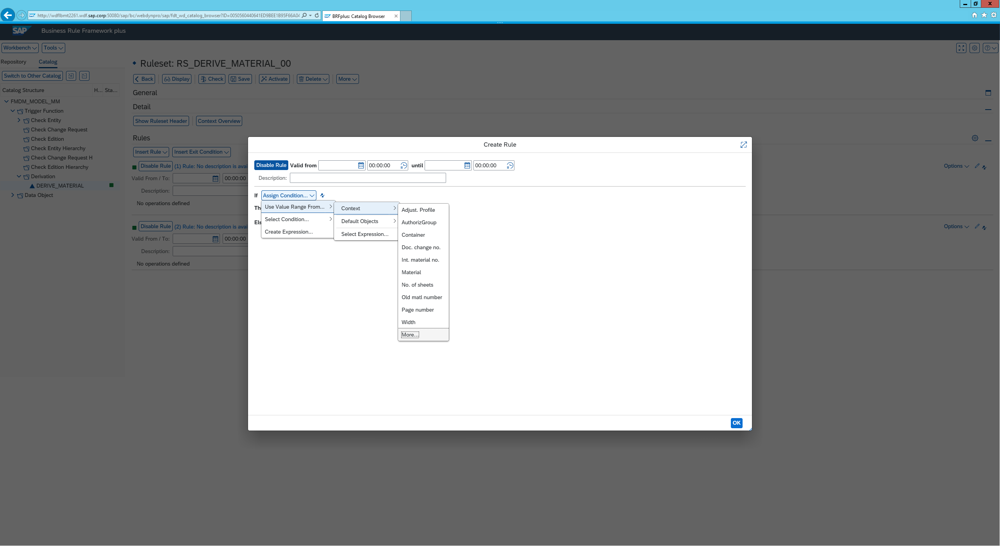 http://wdflbmt2261.wdf.sap.corp:50080/sap/bc/webdynpro/sap/fdt_wd_catalog_browser?ID=0050560440641ED9BEE1B95F66A04
BRFplus: Catalog Browser
SAP Business Rule Framework plus
Workbench Tools
Repository Catalog
Ruleset: RS_DERIVE_MATERIAL_00
Switch to Other Catalog
Back Display Check Save Activate Delete More
Catalog Structure H... Sta...
General
FMDM_MODEL_MM
Detail
Trigger Function
Check Entity
Show Ruleset Header Context Overview
Check Change Request
Check Edition
Rules
Check Entity Hierarchy
Insert Rule Insert Exit Condition
Check Change Request H
Check Edition Hierarchy
Disable Rule (1) Rule: No description is avai
Options
Derivation
Valid From / To: 00:00:00
DERIVE_MATERIAL
Description:
Data Object
No operations defined
Disable Rule (2) Rule: No description is avai
Options
Valid From / To: 00:00:00
Description:
No operations defined
Create Rule
Disable Rule Valid from 00:00:00 until 00:00:00
Description:
If Assign Condition...
Th
Els
Use Value Range From...
Select Condition...
Create Expression...
Context
Default Objects
Select Expression...
Adjust. Profile
AuthorizGroup
Container
Doc. change no.
Int. material no.
Material
No. of sheets
Old matl number
Page number
Width
More...
OK